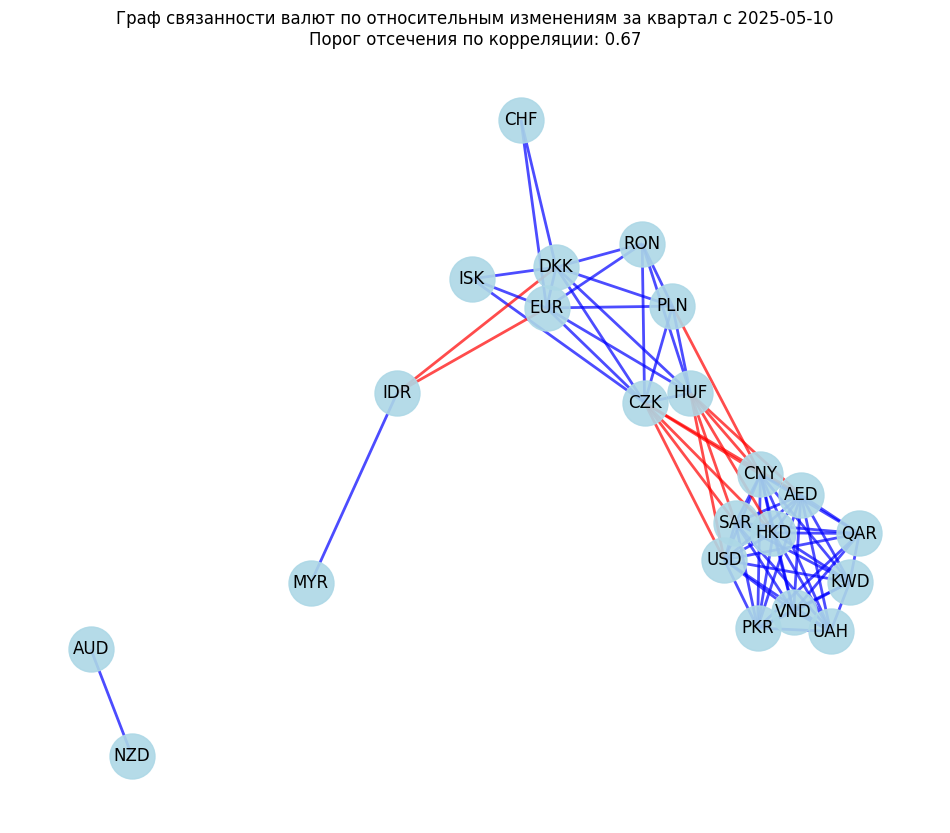 Граф связанности валют по относительным изменениям за квартал с 2025-05-10
Порог отсечения по корреляции: 0.67
CHF
RON
DKK
ISK
PLN
EUR
IDR
HUF
CZK
CNY
AED
SAR
HKD
QAR
USD
KWD
MYR
VND
PKR
UAH
AUD
NZD